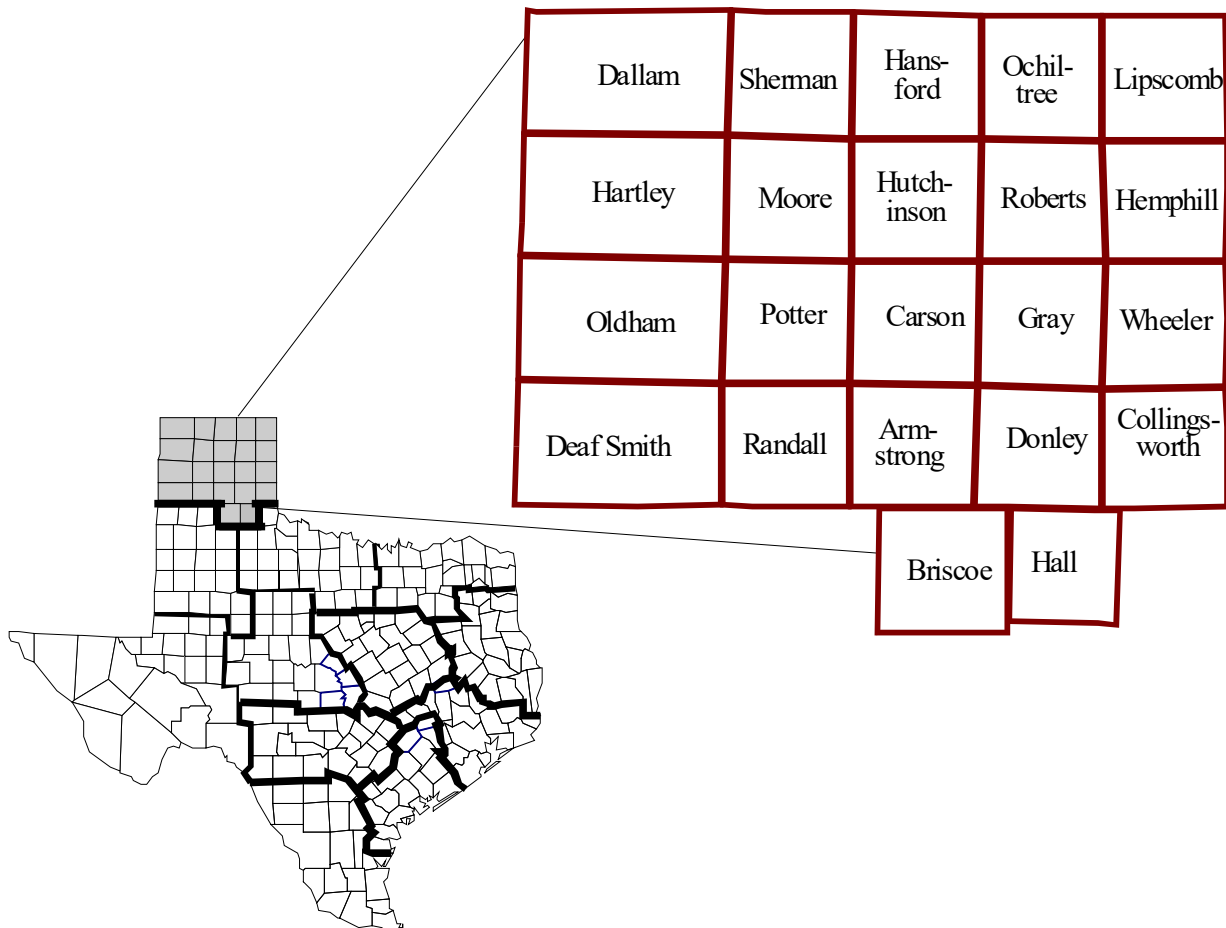 Dallam
Sherman
Hans-
ford
Ochil-
tree
Lipscomb
Hartley
Moore
Hutch-
inson
Roberts
Hemphill
Oldham
Potter
Carson
Gray
Wheeler
Deaf Smith
Randall
Arm-
strong
Donley
Collings-
worth
Briscoe
Hall